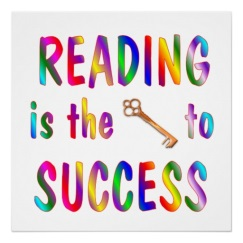 READING
is the to
SUCCESS